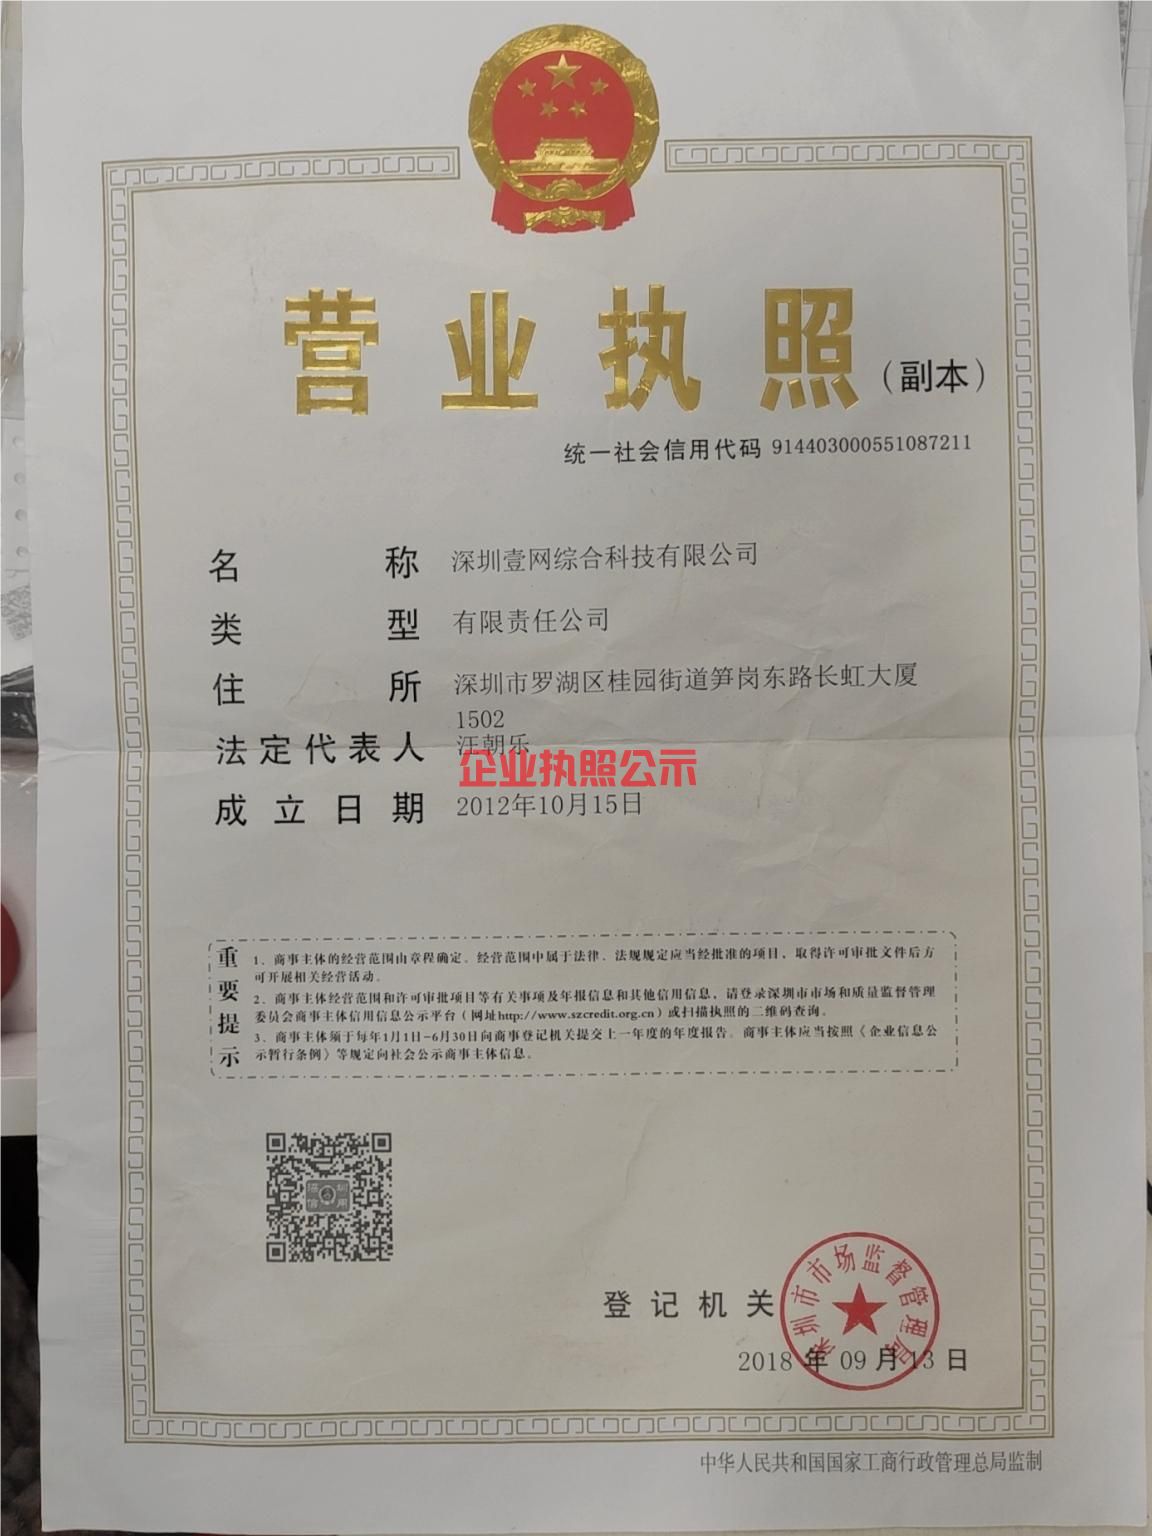 营业执照(副本)
统一社会信用代码 914403000551087211
名称 深圳壹网综合科技有限公司
类型 有限责任公司
住所 深圳市罗湖区桂园街道笋岗东路长虹大厦
1502
法定代表人 汪朝乐
企业执照公示
成立日期 2012年10月15日
重要提示
1、商事主体的经营范围由章程确定。经营范围中属于法律、法规规定应当经批准的项目，取得许可审批文件后方
可开展相关经营活动。
2、商事主体经营范围和许可审批项目等有关事项及年报信息和其他信用信息，请登录深圳市市场和质量监督管理
委员会商事主体信用信息公示平台（网址http://www.szcredit.org.cn）或扫描执照的二维码查询。
3、商事主体须于每年1月1日-6月30日向商事登记机关提交上一年度的年度报告。商事主体应当按照《企业信息公
示暂行条例》等规定向社会公示商事主体信息。
深圳
信用
登记机关
深圳市市场监督管理局
2018 年 09 月 13 日
中华人民共和国国家工商行政管理总局监制